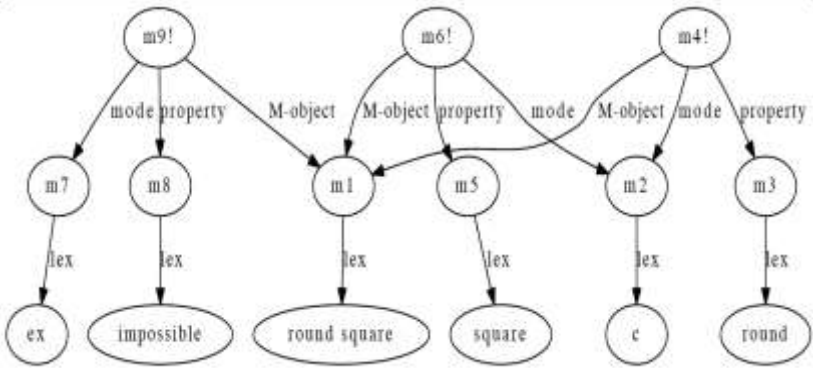 m9! m6! m4!
mode property M-object M-object property mode M-object mode property
m7 m8 m1 m5 m2 m3
lex lex lex lex lex lex
ex impossible round square square c round